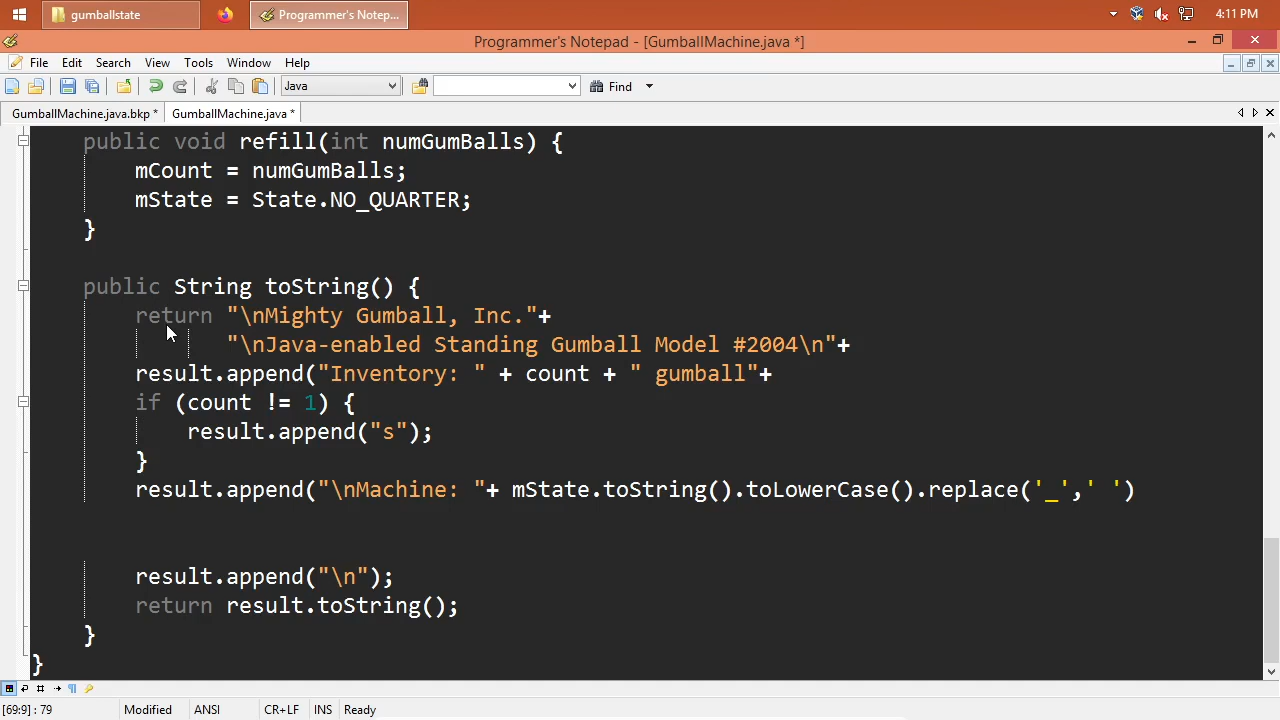 gumballstate
Programmer's Notep...
4:11 PM
Programmer's Notepad - [GumballMachine.java *]
File Edit Search View Tools Window Help
Java
Find
GumballMachine.java.bkp * GumballMachine.java *
public void refill(int numGumBalls) {
mCount = numGumBalls;
mState = State.NO_QUARTER;
}
public String toString() {
return "\nMighty Gumball, Inc."+
"\nJava-enabled Standing Gumball Model #2004\n"+
result.append("Inventory: " + count + " gumball"+
if (count != 1) {
result.append("s");
}
result.append("\nMachine: "+ mState.toString().toLowerCase().replace('_',' ')
result.append("\n");
return result.toString();
}
}
[69:9] : 79 Modified ANSI CR+LF INS Ready